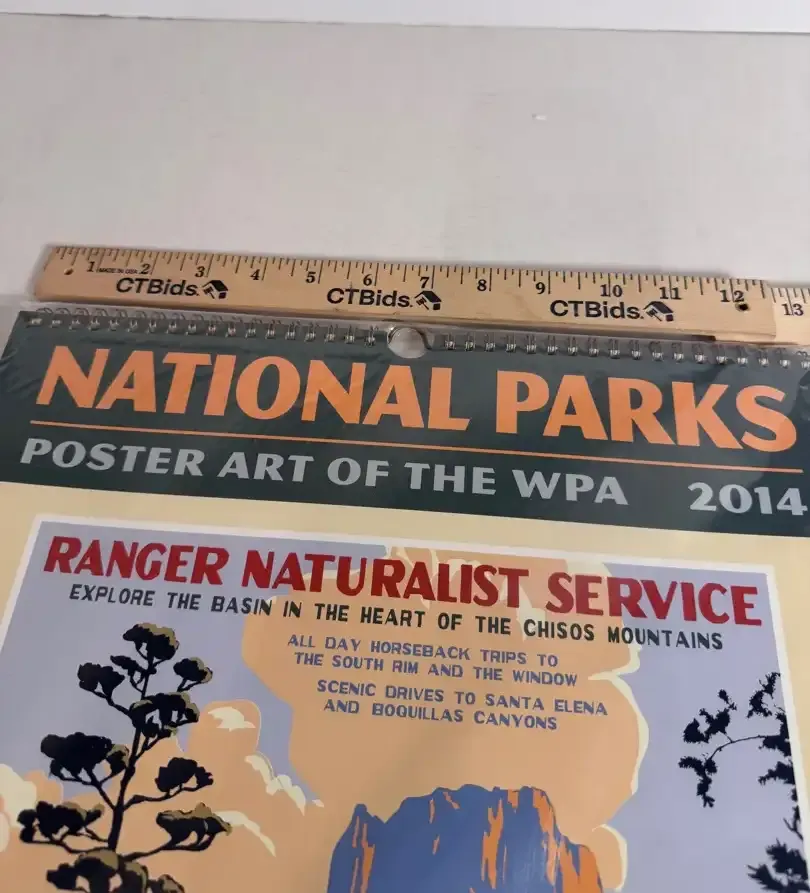 1 MADE IN USA 2 3 4 5 6 7 8 9 10 11 12 13
CTBids. CTBids. CTBids.
NATIONAL PARKS
POSTER ART OF THE WPA 2014
RANGER NATURALIST SERVICE
EXPLORE THE BASIN IN THE HEART OF THE CHISOS MOUNTAINS
ALL DAY HORSEBACK TRIPS TO
THE SOUTH RIM AND THE WINDOW
SCENIC DRIVES TO SANTA ELENA
AND BOQUILLAS CANYONS